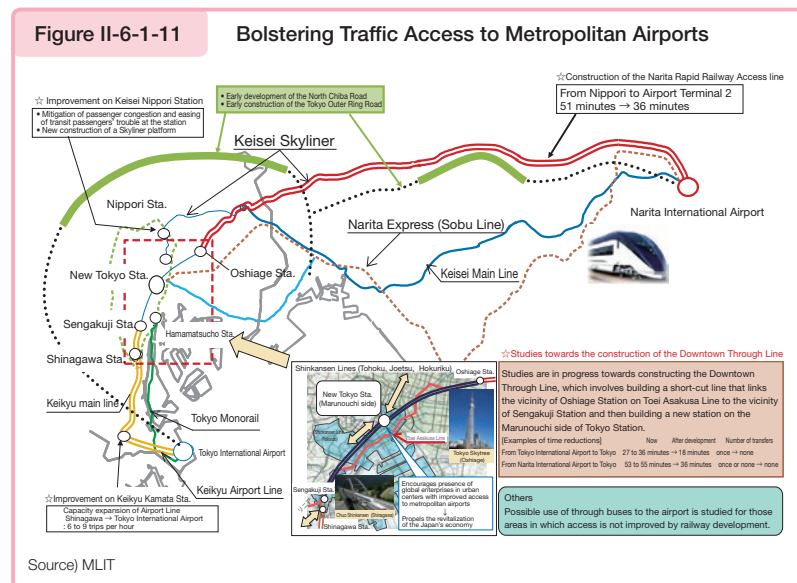 Figure II-6-1-11
Bolstering Traffic Access to Metropolitan Airports
☆Construction of the Narita Rapid Railway Access line
From Nippori to Airport Terminal 2
51 minutes → 36 minutes
• Early development of the North Chiba Road
• Early construction of the Tokyo Outer Ring Road
☆ Improvement on Keisei Nippori Station
• Mitigation of passenger congestion and easing
of transit passengers' trouble at the station
• New construction of a Skyliner platform
Keisei Skyliner
Nippori Sta.
Narita International Airport
Narita Express (Sobu Line)
Oshiage Sta.
Keisei Main Line
New Tokyo Sta.
Sengakuji Sta.
Hamamatsucho Sta.
Shinagawa Sta.
Keikyu main line
Tokyo Monorail
Tokyo International Airport
Keikyu Airport Line
☆Improvement on Keikyu Kamata Sta.
Capacity expansion of Airport Line
Shinagawa → Tokyo International Airport
: 6 to 9 trips per hour
Shinkansen Lines (Tohoku, Joetsu, Hokuriku)
Oshiage Sta.
New Tokyo Sta.
(Marunouchi side)
Toei Asakusa Line
Tokyo Skytree
(Oshiage)
Sengakuji Sta.
Chuo Shinkansen (Shinagawa)
Shinagawa Sta.
Encourages presence of
global enterprises in urban
centers with improved access
to metropolitan airports
↓
Propels the revitalization
of the Japan's economy
☆Studies towards the construction of the Downtown Through Line
Studies are in progress towards constructing the Downtown
Through Line, which involves building a short-cut line that links
the vicinity of Oshiage Station on Toei Asakusa Line to the vicinity
of Sengakuji Station and then building a new station on the
Marunouchi side of Tokyo Station.
[Examples of time reductions] Now After development Number of transfers
From Tokyo International Airport to Tokyo 27 to 36 minutes → 18 minutes once → none
From Narita International Airport to Tokyo 53 to 55 minutes → 36 minutes once or none → none
Others
Possible use of through buses to the airport is studied for those
areas in which access is not improved by railway development.
Source) MLIT